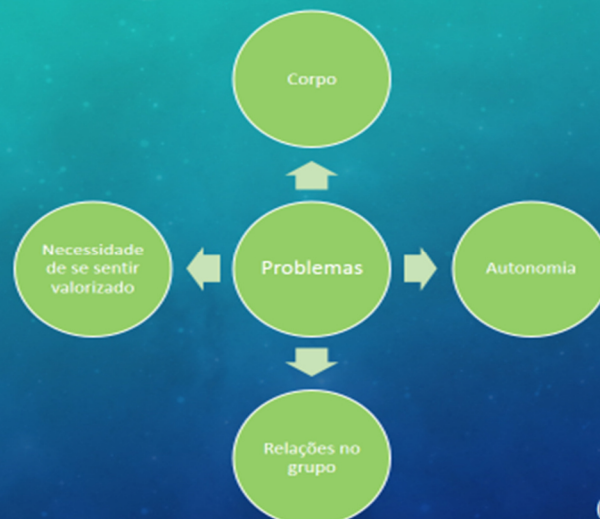 Corpo
Necessidade
de se sentir
valorizado
Problemas
Autonomia
Relações no
grupo